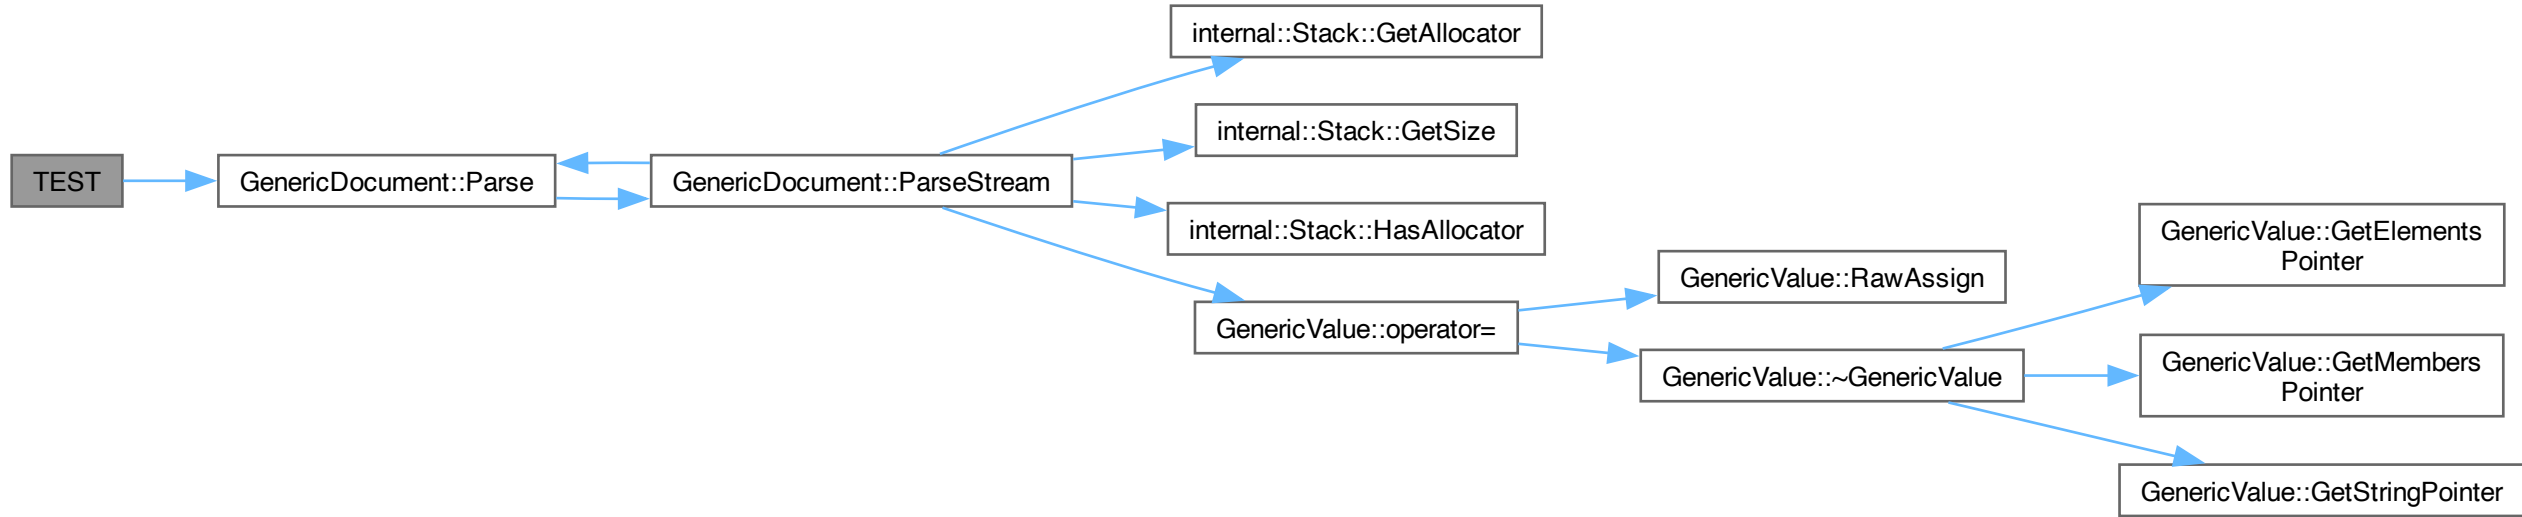 TEST
GenericDocument::Parse
GenericDocument::ParseStream
internal::Stack::GetAllocator
internal::Stack::GetSize
internal::Stack::HasAllocator
GenericValue::operator=
GenericValue::RawAssign
GenericValue::~GenericValue
GenericValue::GetElements
Pointer
GenericValue::GetMembers
Pointer
GenericValue::GetStringPointer